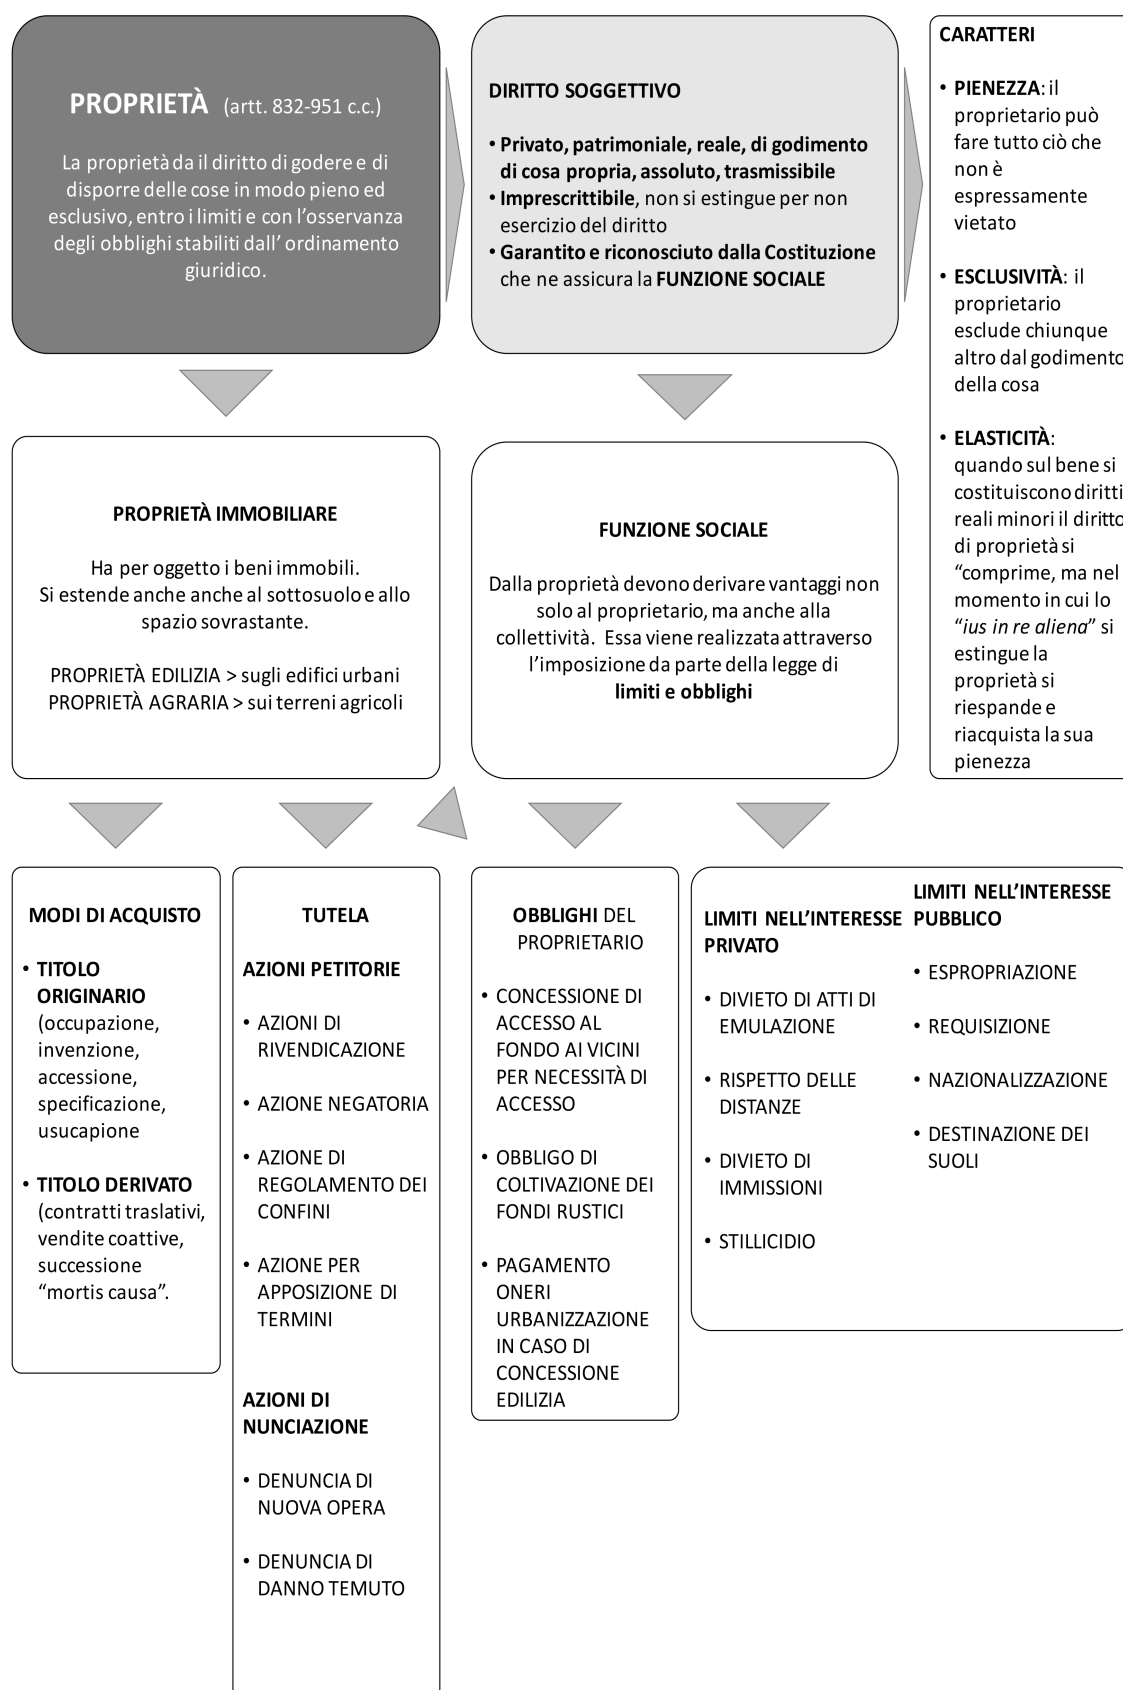 PROPRIETÀ (artt. 832-951 c.c.)
La proprietà da il diritto di godere e di
disporre delle cose in modo pieno ed
esclusivo, entro i limiti e con l'osservanza
degli obblighi stabiliti dall' ordinamento
giuridico.
DIRITTO SOGGETTIVO
• Privato, patrimoniale, reale, di godimento
di cosa propria, assoluto, trasmissibile
• Imprescrittibile, non si estingue per non
esercizio del diritto
• Garantito e riconosciuto dalla Costituzione
che ne assicura la FUNZIONE SOCIALE
CARATTERI
• PIENEZZA: il
proprietario può
fare tutto ciò che
non è
espressamente
vietato
• ESCLUSIVITÀ: il
proprietario
esclude chiunque
altro dal godimento
della cosa
• ELASTICITÀ:
quando sul bene si
costituiscono diritti
reali minori il diritto
di proprietà si
“comprime, ma nel
momento in cui lo
“ius in re aliena” si
estingue la
proprietà si
riespande e
riacquista la sua
pienezza
PROPRIETÀ IMMOBILIARE
Ha per oggetto i beni immobili.
Si estende anche anche al sottosuolo e allo
spazio sovrastante.
PROPRIETÀ EDILIZIA > sugli edifici urbani
PROPRIETÀ AGRARIA > sui terreni agricoli
FUNZIONE SOCIALE
Dalla proprietà devono derivare vantaggi non
solo al proprietario, ma anche alla
collettività. Essa viene realizzata attraverso
l'imposizione da parte della legge di
limiti e obblighi
MODI DI ACQUISTO
• TITOLO
ORIGINARIO
(occupazione,
invenzione,
accessione,
specificazione,
usucapione
• TITOLO DERIVATO
(contratti traslativi,
vendite coattive,
successione
“mortis causa”.
TUTELA
AZIONI PETITORIE
• AZIONI DI
RIVENDICAZIONE
• AZIONE NEGATORIA
• AZIONE DI
REGOLAMENTO DEI
CONFINI
• AZIONE PER
APPOSIZIONE DI
TERMINI
AZIONI DI
NUNCIAZIONE
• DENUNCIA DI
NUOVA OPERA
• DENUNCIA DI
DANNO TEMUTO
OBBLIGHI DEL
PROPRIETARIO
• CONCESSIONE DI
ACCESSO AL
FONDO AI VICINI
PER NECESSITÀ DI
ACCESSO
• OBBLIGO DI
COLTIVAZIONE DEI
FONDI RUSTICI
• PAGAMENTO
ONERI
URBANIZZAZIONE
IN CASO DI
CONCESSIONE
EDILIZIA
LIMITI NELL'INTERESSE
PRIVATO
• DIVIETO DI ATTI DI
EMULAZIONE
• RISPETTO DELLE
DISTANZE
• DIVIETO DI
IMMISSIONI
• STILLICIDIO
LIMITI NELL'INTERESSE
PUBBLICO
• ESPROPRIAZIONE
• REQUISIZIONE
• NAZIONALIZZAZIONE
• DESTINAZIONE DEI
SUOLI